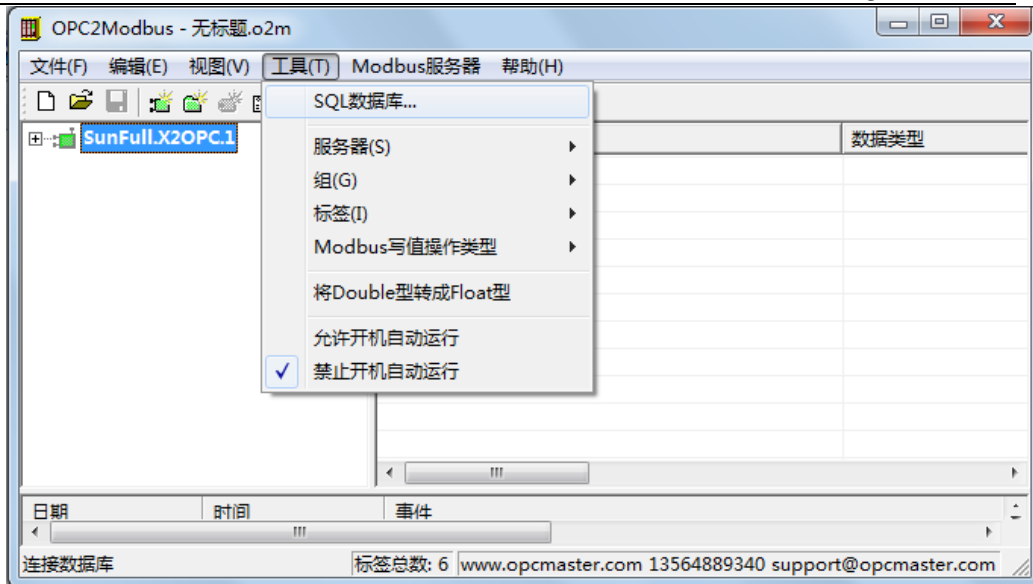 OPC2Modbus - 无标题.o2m
文件(F) 编辑(E) 视图(V) 工具(T) Modbus服务器 帮助(H)
SQL数据库...
SunFull.X2OPC.1
数据类型
服务器(S)
组(G)
标签(I)
Modbus写值操作类型
将Double型转成Float型
允许开机自动运行
禁止开机自动运行
日期 时间 事件
连接数据库 标签总数: 6 www.opcmaster.com 13564889340 support@opcmaster.com